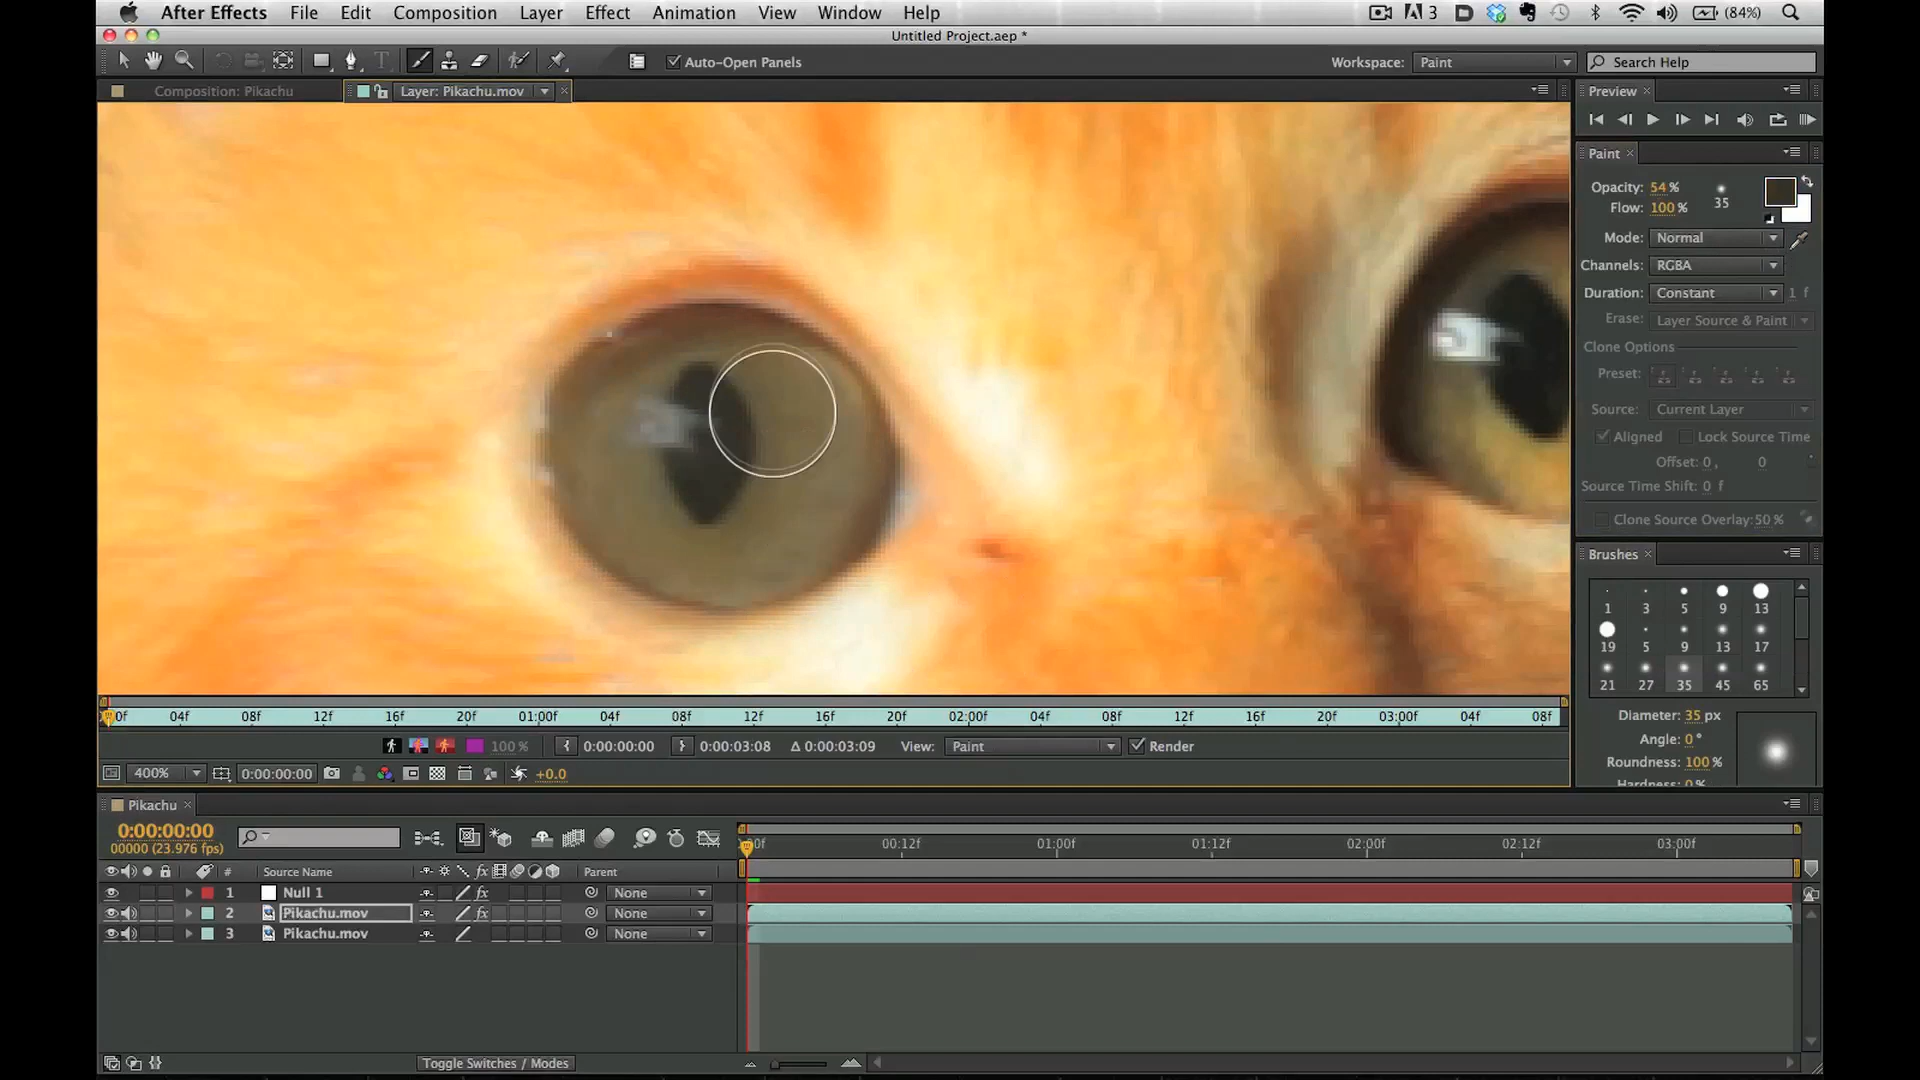 After Effects File Edit Composition Layer Effect Animation View Window Help 3 (84%)
Untitled Project.aep *
T Auto-Open Panels Workspace: Paint Search Help
Composition: Pikachu Layer: Pikachu.mov Preview
Paint
Opacity: 54 %
Flow: 100 % 35
Mode: Normal
Channels: RGBA
Duration: Constant 1 f
Erase: Layer Source & Paint
Clone Options
Preset:
Source: Current Layer
Aligned Lock Source Time
Offset: 0 , 0
Source Time Shift: 0 f
Clone Source Overlay: 50 %
Brushes
1 3 5 9 13
19 5 9 13 17
21 27 35 45 65
Diameter: 35 px
Angle: 0 °
Roundness: 100 %
Hardness: 0 %
0f 04f 08f 12f 16f 20f 01:00f 04f 08f 12f 16f 20f 02:00f 04f 08f 12f 16f 20f 03:00f 04f 08f
100 % { 0:00:00:00 } 0:00:03:08 Δ 0:00:03:09 View: Paint Render
400% 0:00:00:00 +0.0
Pikachu
0:00:00:00
00000 (23.976 fps)
00f 00:12f 01:00f 01:12f 02:00f 02:12f 03:00f
# Source Name fx Parent
1 Null 1 fx None
2 Pikachu.mov fx None
3 Pikachu.mov None
Toggle Switches / Modes